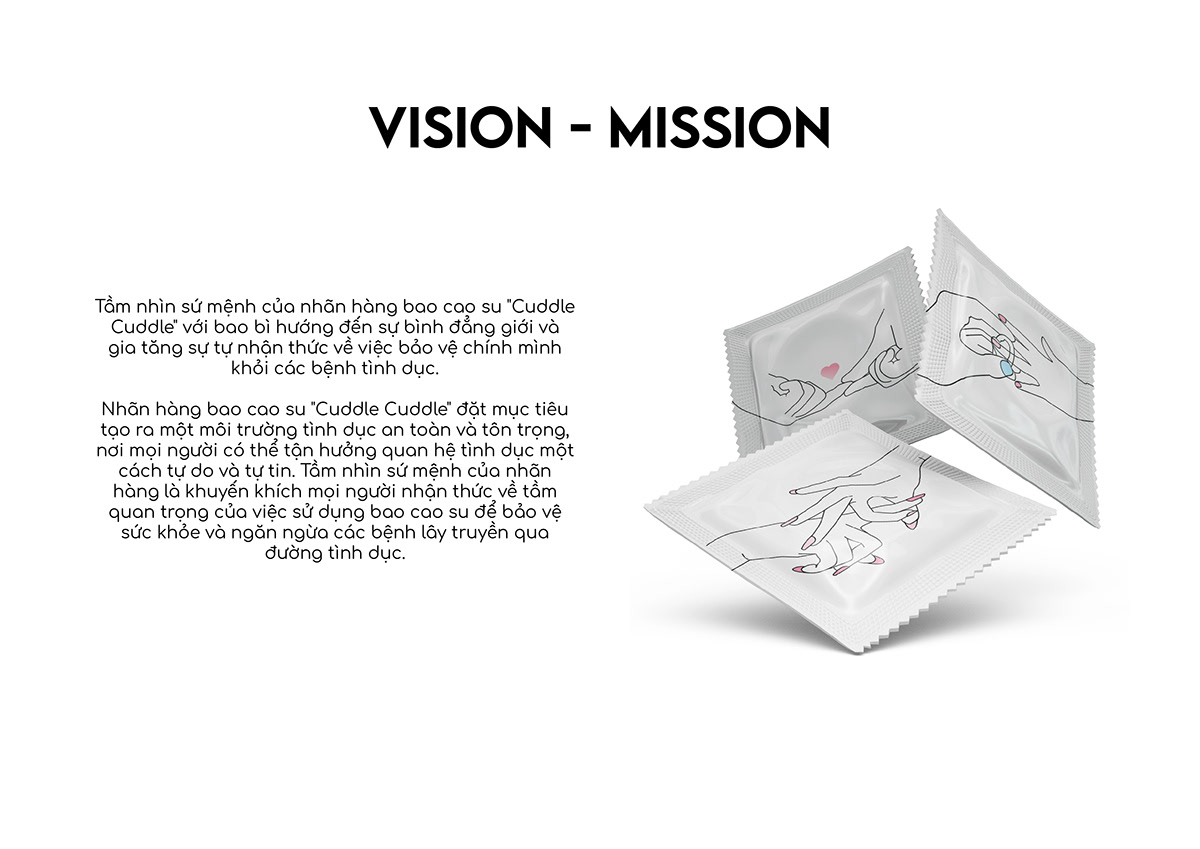 VISION - MISSION
Tầm nhìn sứ mệnh của nhãn hàng bao cao su "Cuddle
Cuddle" với bao bì hướng đến sự bình đẳng giới và
gia tăng sự tự nhận thức về việc bảo vệ chính mình
khỏi các bệnh tình dục.
Nhãn hàng bao cao su "Cuddle Cuddle" đặt mục tiêu
tạo ra một môi trường tình dục an toàn và tôn trọng,
nơi mọi người có thể tận hưởng quan hệ tình dục một
cách tự do và tự tin. Tầm nhìn sứ mệnh của nhãn
hàng là khuyến khích mọi người nhận thức về tầm
quan trọng của việc sử dụng bao cao su để bảo vệ
sức khỏe và ngăn ngừa các bệnh lây truyền qua
đường tình dục.